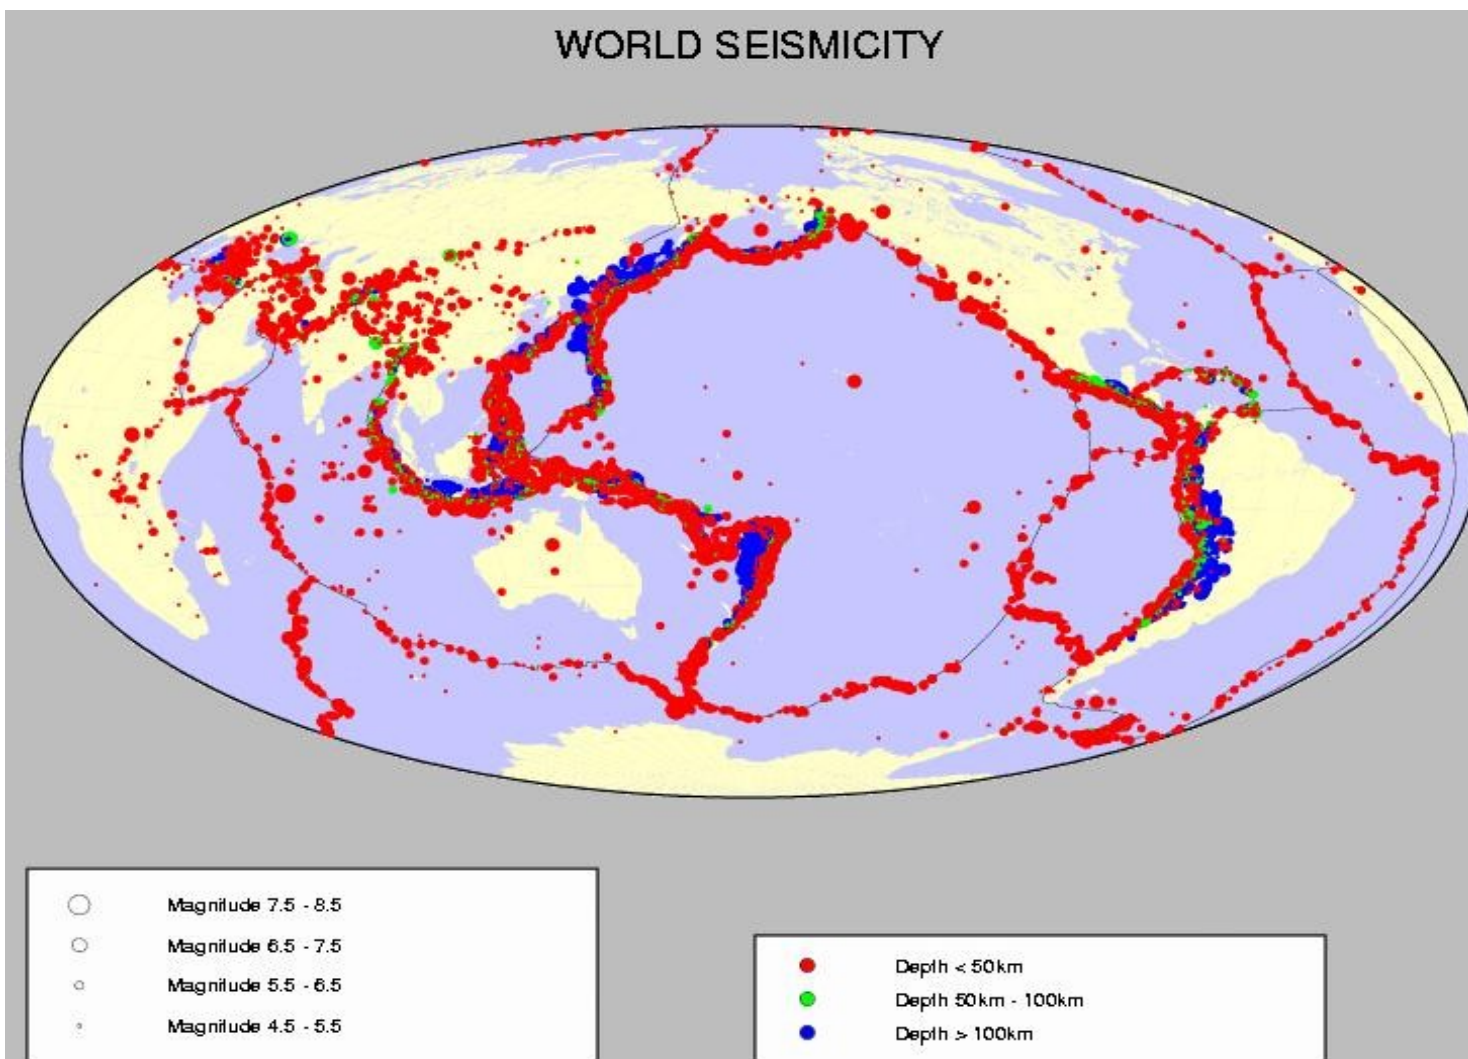 WORLD SEISMICITY
Magnitude 7.5 - 8.5
Magnitude 6.5 - 7.5
Magnitude 5.5 - 6.5
Magnitude 4.5 - 5.5
Depth < 50km
Depth 50km - 100km
Depth > 100km